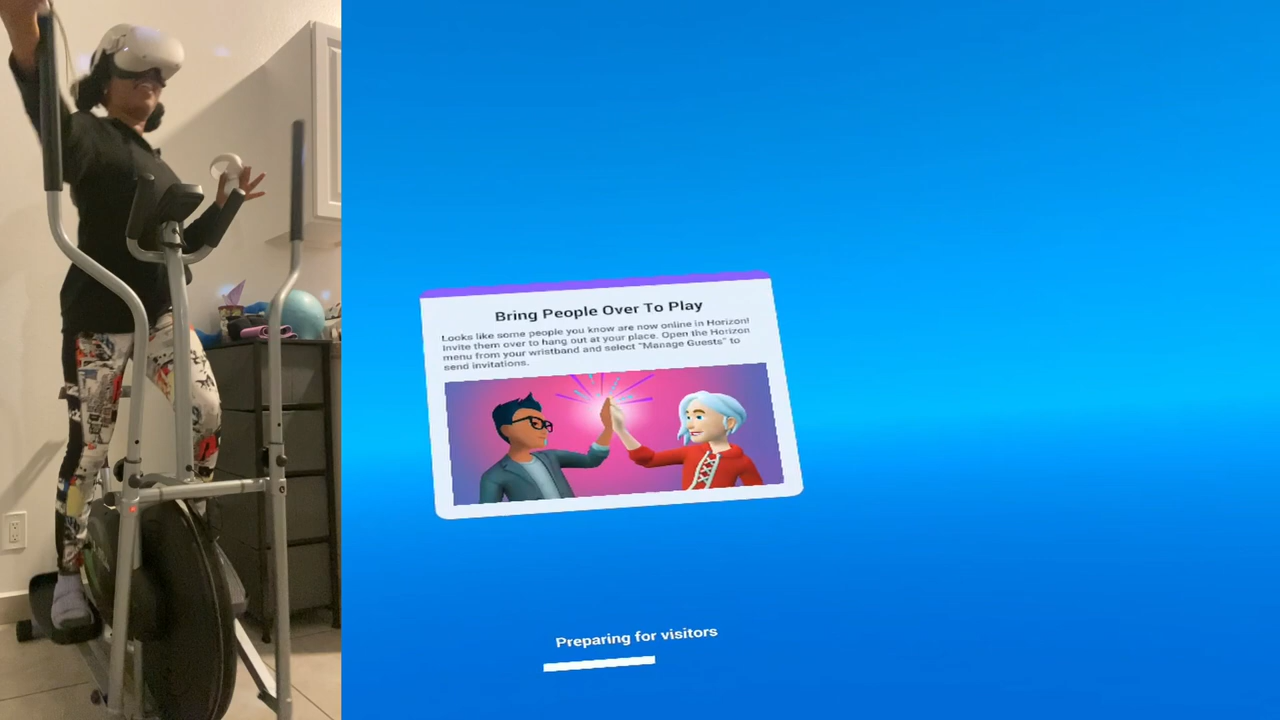 Bring People Over To Play
Looks like some people you know are now online in Horizon!
Invite them over to hang out at your place. Open the Horizon
menu from your wristband and select "Manage Guests" to
send invitations.
Preparing for visitors